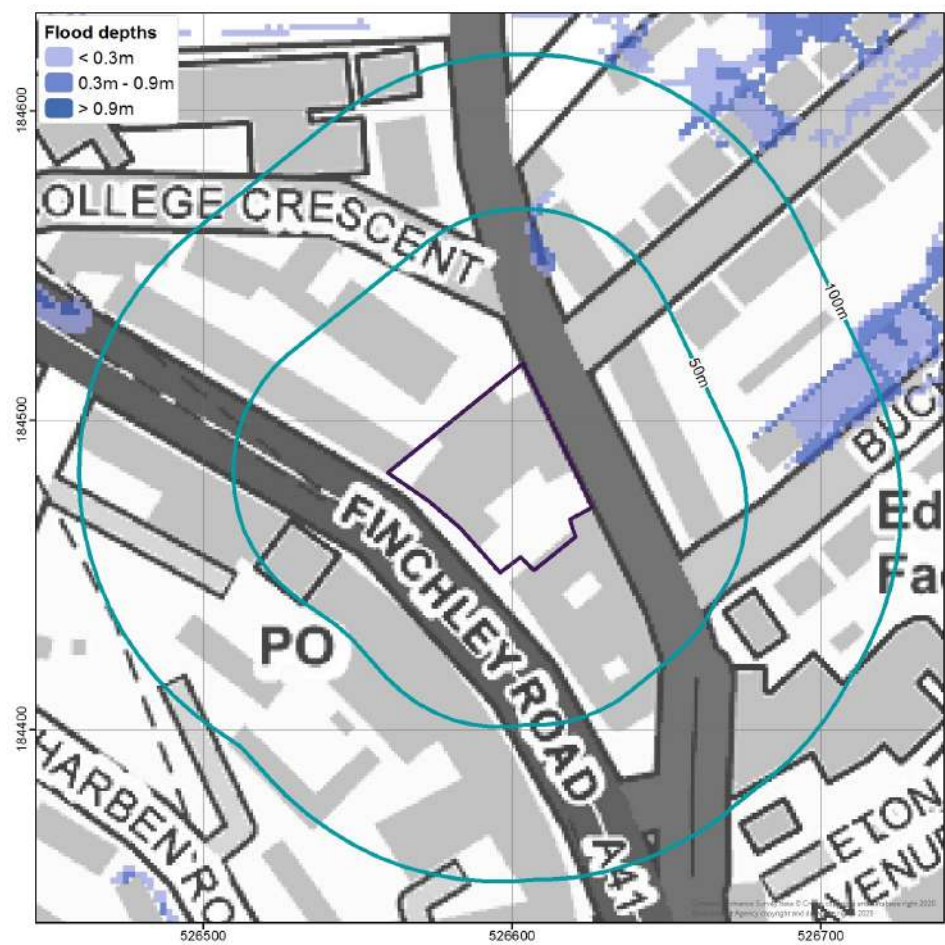 Flood depths
< 0.3m
0.3m - 0.9m
> 0.9m
184600
OLLEGE CRESCENT
100m
50m
184500
BUC
Ed
Fa
FINCHLEY ROAD
PO
184400
HARBEN'RO
A41
ETON
AVENU
526500
526600
526700